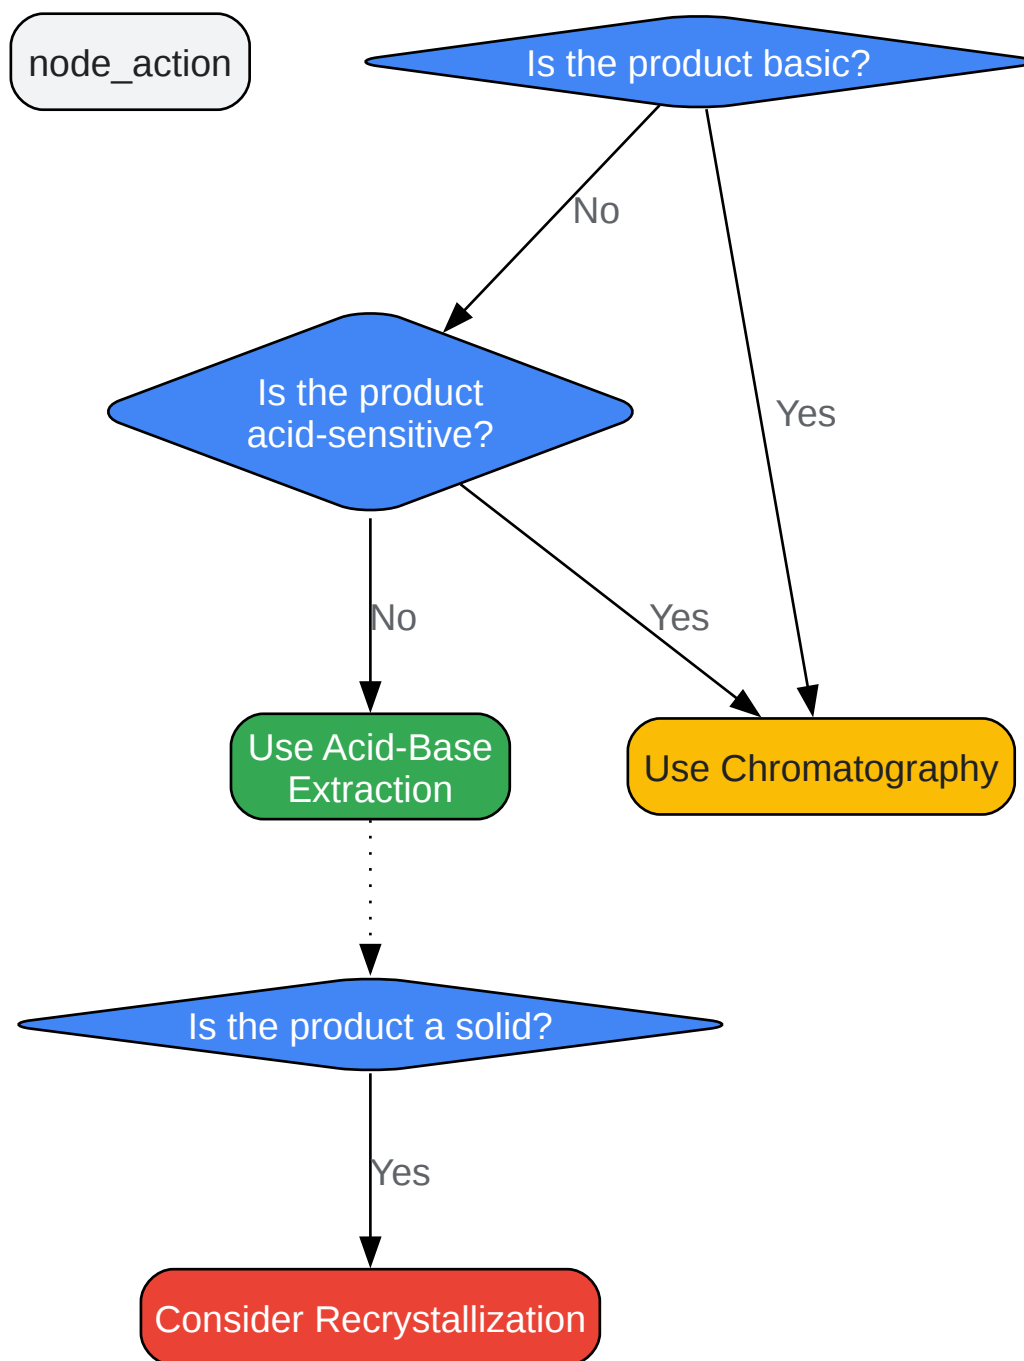 node_action
Is the product basic?
No
Is the product
acid-sensitive?
Yes
No
Yes
Use Acid-Base
Extraction
Use Chromatography
Is the product a solid?
Yes
Consider Recrystallization